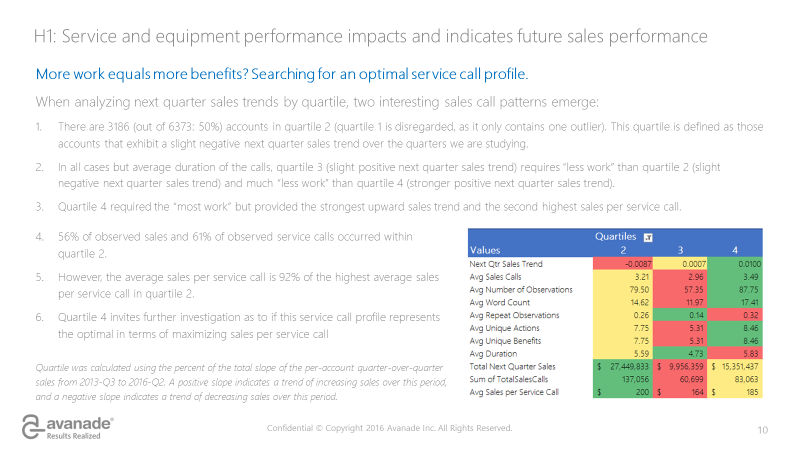 H1: Service and equipment performance impacts and indicates future sales performance
More work equals more benefits? Searching for an optimal service call profile.
When analyzing next quarter sales trends by quartile, two interesting sales call patterns emerge:
1. There are 3186 (out of 6373: 50%) accounts in quartile 2 (quartile 1 is disregarded, as it only contains one outlier). This quartile is defined as those
accounts that exhibit a slight negative next quarter sales trend over the quarters we are studying.
2. In all cases but average duration of the calls, quartile 3 (slight positive next quarter sales trend) requires “less work” than quartile 2 (slight
negative next quarter sales trend) and much “less work” than quartile 4 (stronger positive next quarter sales trend).
3. Quartile 4 required the “most work” but provided the strongest upward sales trend and the second highest sales per service call.
4. 56% of observed sales and 61% of observed service calls occurred within
quartile 2.
5. However, the average sales per service call is 92% of the highest average sales
per service call in quartile 2.
6. Quartile 4 invites further investigation as to if this service call profile represents
the optimal in terms of maximizing sales per service call
Quartile was calculated using the percent of the total slope of the per-account quarter-over-quarter
sales from 2013-Q3 to 2016-Q2. A positive slope indicates a trend of increasing sales over this period,
and a negative slope indicates a trend of decreasing sales over this period.
Quartiles
Values 2 3 4
Next Qtr Sales Trend -0.0087 0.0007 0.0100
Avg Sales Calls 3.21 2.96 3.49
Avg Number of Observations 79.50 57.35 87.75
Avg Word Count 14.62 11.97 17.41
Avg Repeat Observations 0.26 0.14 0.32
Avg Unique Actions 7.75 5.31 8.46
Avg Unique Benefits 7.75 5.31 8.46
Avg Duration 5.59 4.73 5.83
Total Next Quarter Sales $ 27,449,833 $ 9,956,359 $ 15,351,437
Sum of TotalSalesCalls 137,056 60,699 83,063
Avg Sales per Service Call $ 200 $ 164 $ 185
avanade®
Results Realized
Confidential © Copyright 2016 Avanade Inc. All Rights Reserved.
10